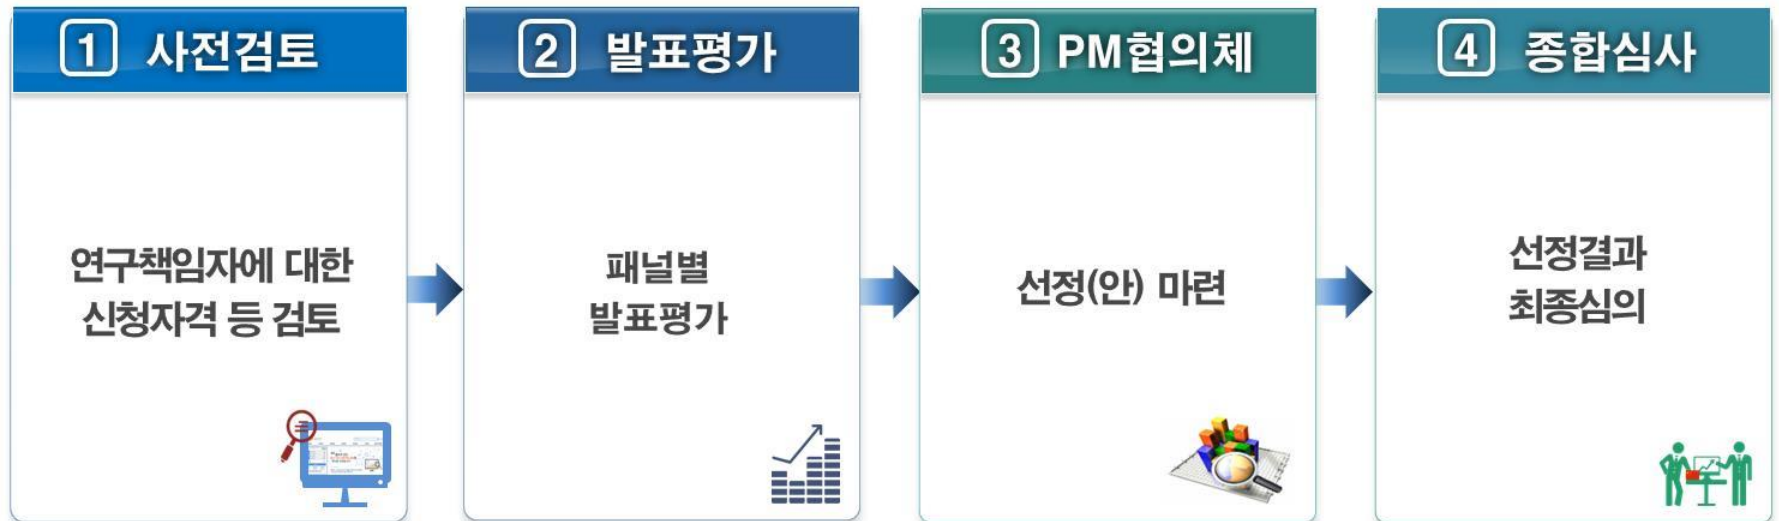 1 사전검토
연구책임자에 대한
신청자격 등 검토
2 발표평가
패널별
발표평가
3 PM협의체
선정(안) 마련
4 종합심사
선정결과
최종심의